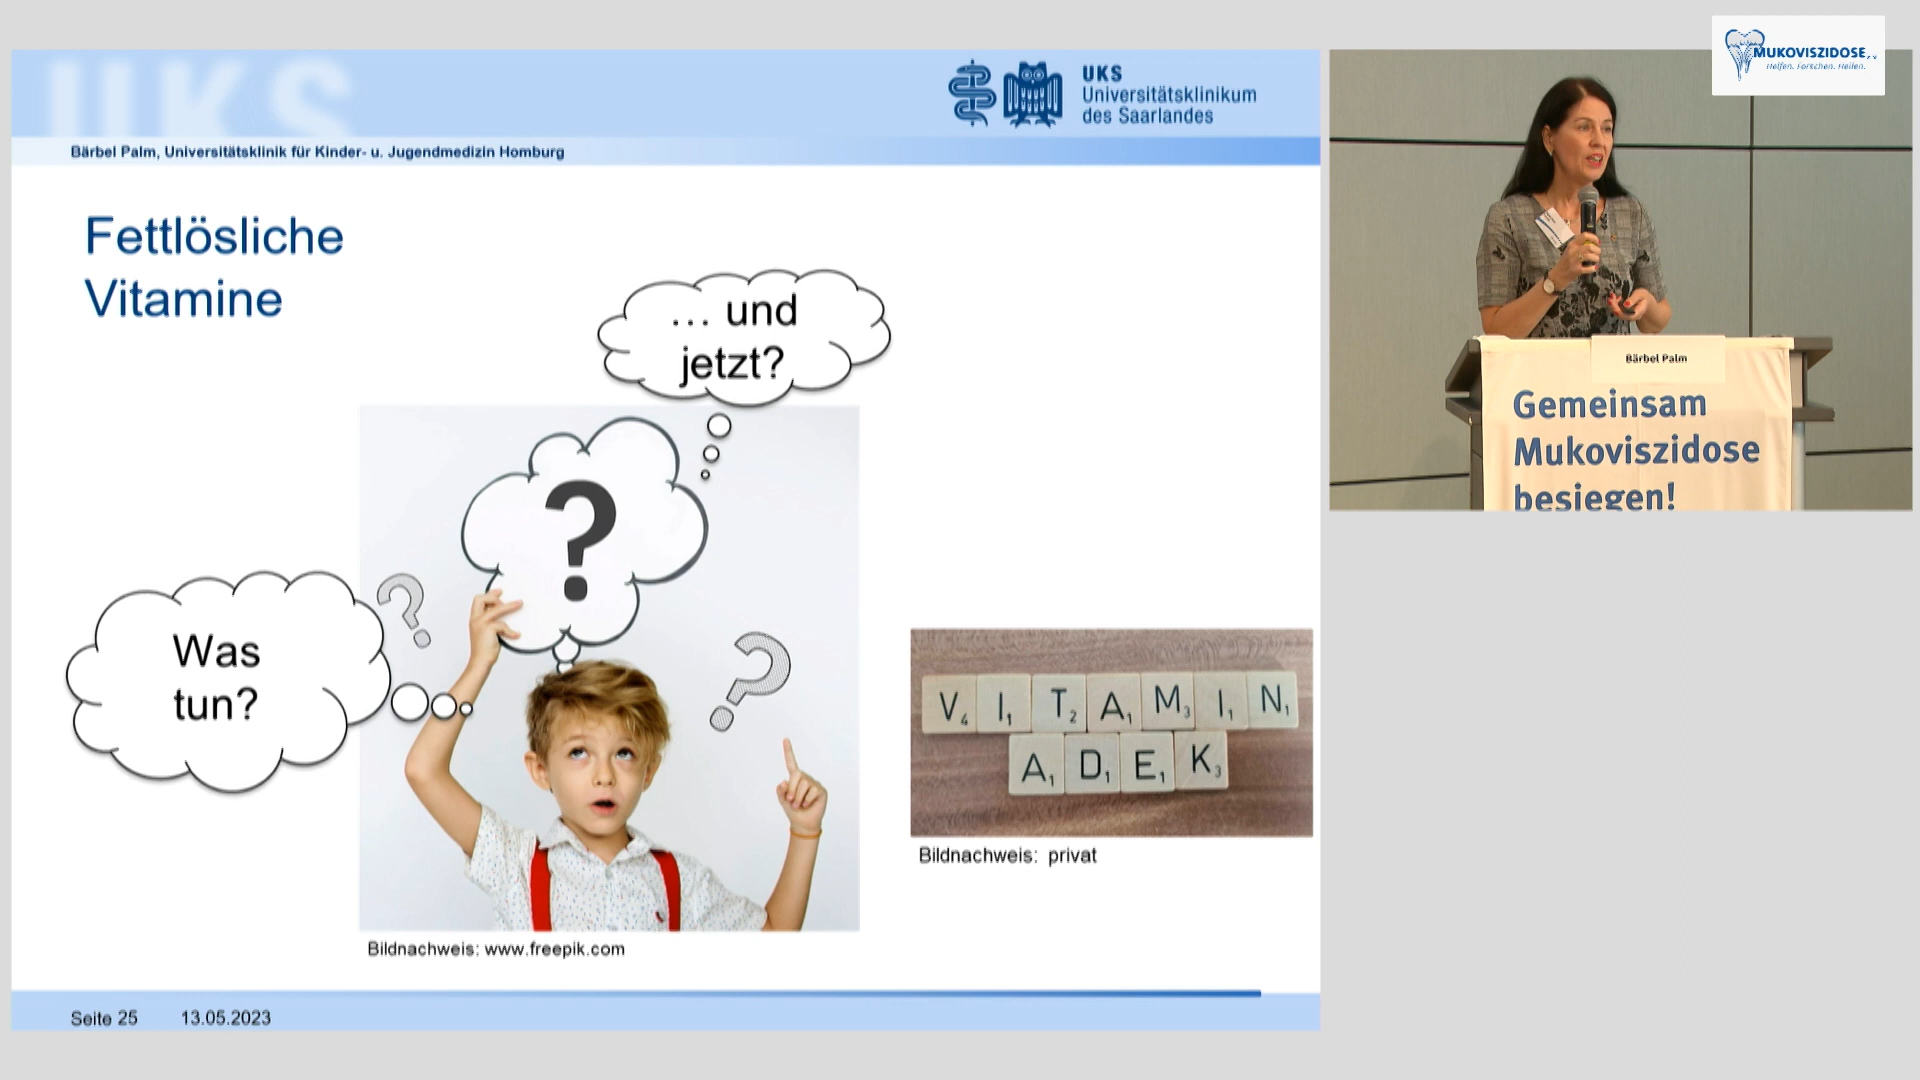 UKS
UKS
Universitätsklinikum
des Saarlandes
Bärbel Palm, Universitätsklinik für Kinder- u. Jugendmedizin Homburg
Fettlösliche
Vitamine
... und
jetzt?
?
?
?
Was
tun?
V4 I1 T2 A1 M3 I1 N1
A1 D1 E1 K3
Bildnachweis: privat
Bildnachweis: www.freepik.com
Seite 25 13.05.2023
MUKOVISZIDOSE e.V.
Helfen. Forschen. Heilen.
Bärbel Palm
Gemeinsam
Mukoviszidose
besiegen!